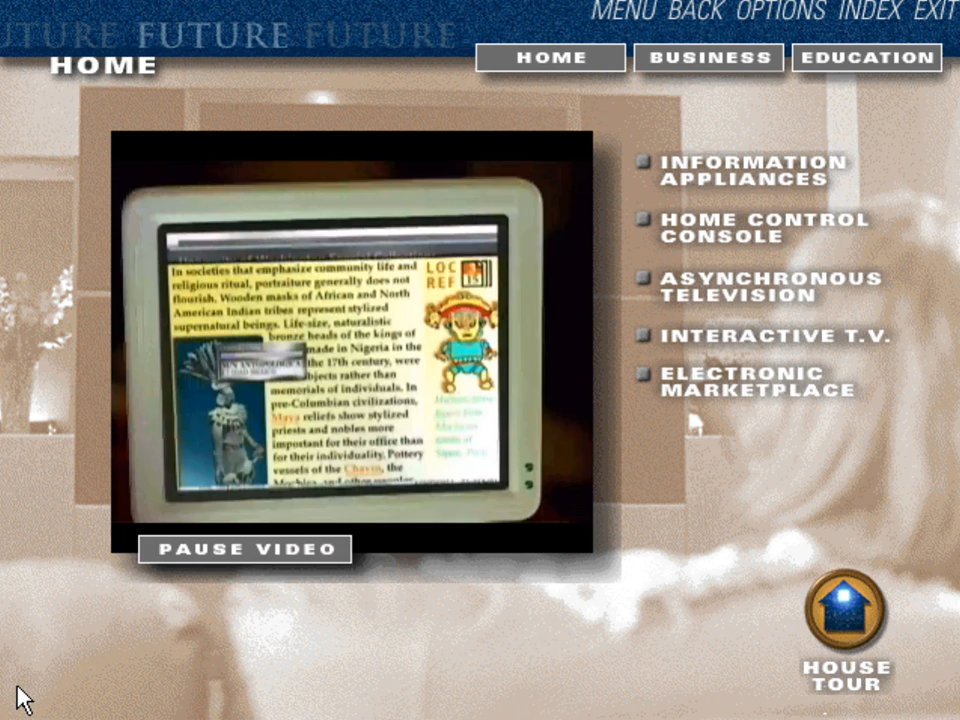 MENU BACK OPTIONS INDEX EXIT
FUTURE FUTURE
HOME
HOME BUSINESS EDUCATION
INFORMATION
APPLIANCES
HOME CONTROL
CONSOLE
ASYNCHRONOUS
TELEVISION
INTERACTIVE T.V.
ELECTRONIC
MARKETPLACE
In societies that emphasize community life and
religious ritual, portraiture generally does not
flourish. Wooden masks of African and North
American Indian tribes represent stylized
supernatural beings. Life-size, naturalistic
bronze heads of the kings of
made in Nigeria in the
the 17th century, were
objects rather than
memorials of individuals. In
pre-Columbian civilizations,
Maya reliefs show stylized
priests and nobles more
important for their office than
for their individuality. Pottery
vessels of the Chavin, the
LOC
REF
15
PAUSE VIDEO
HOUSE
TOUR